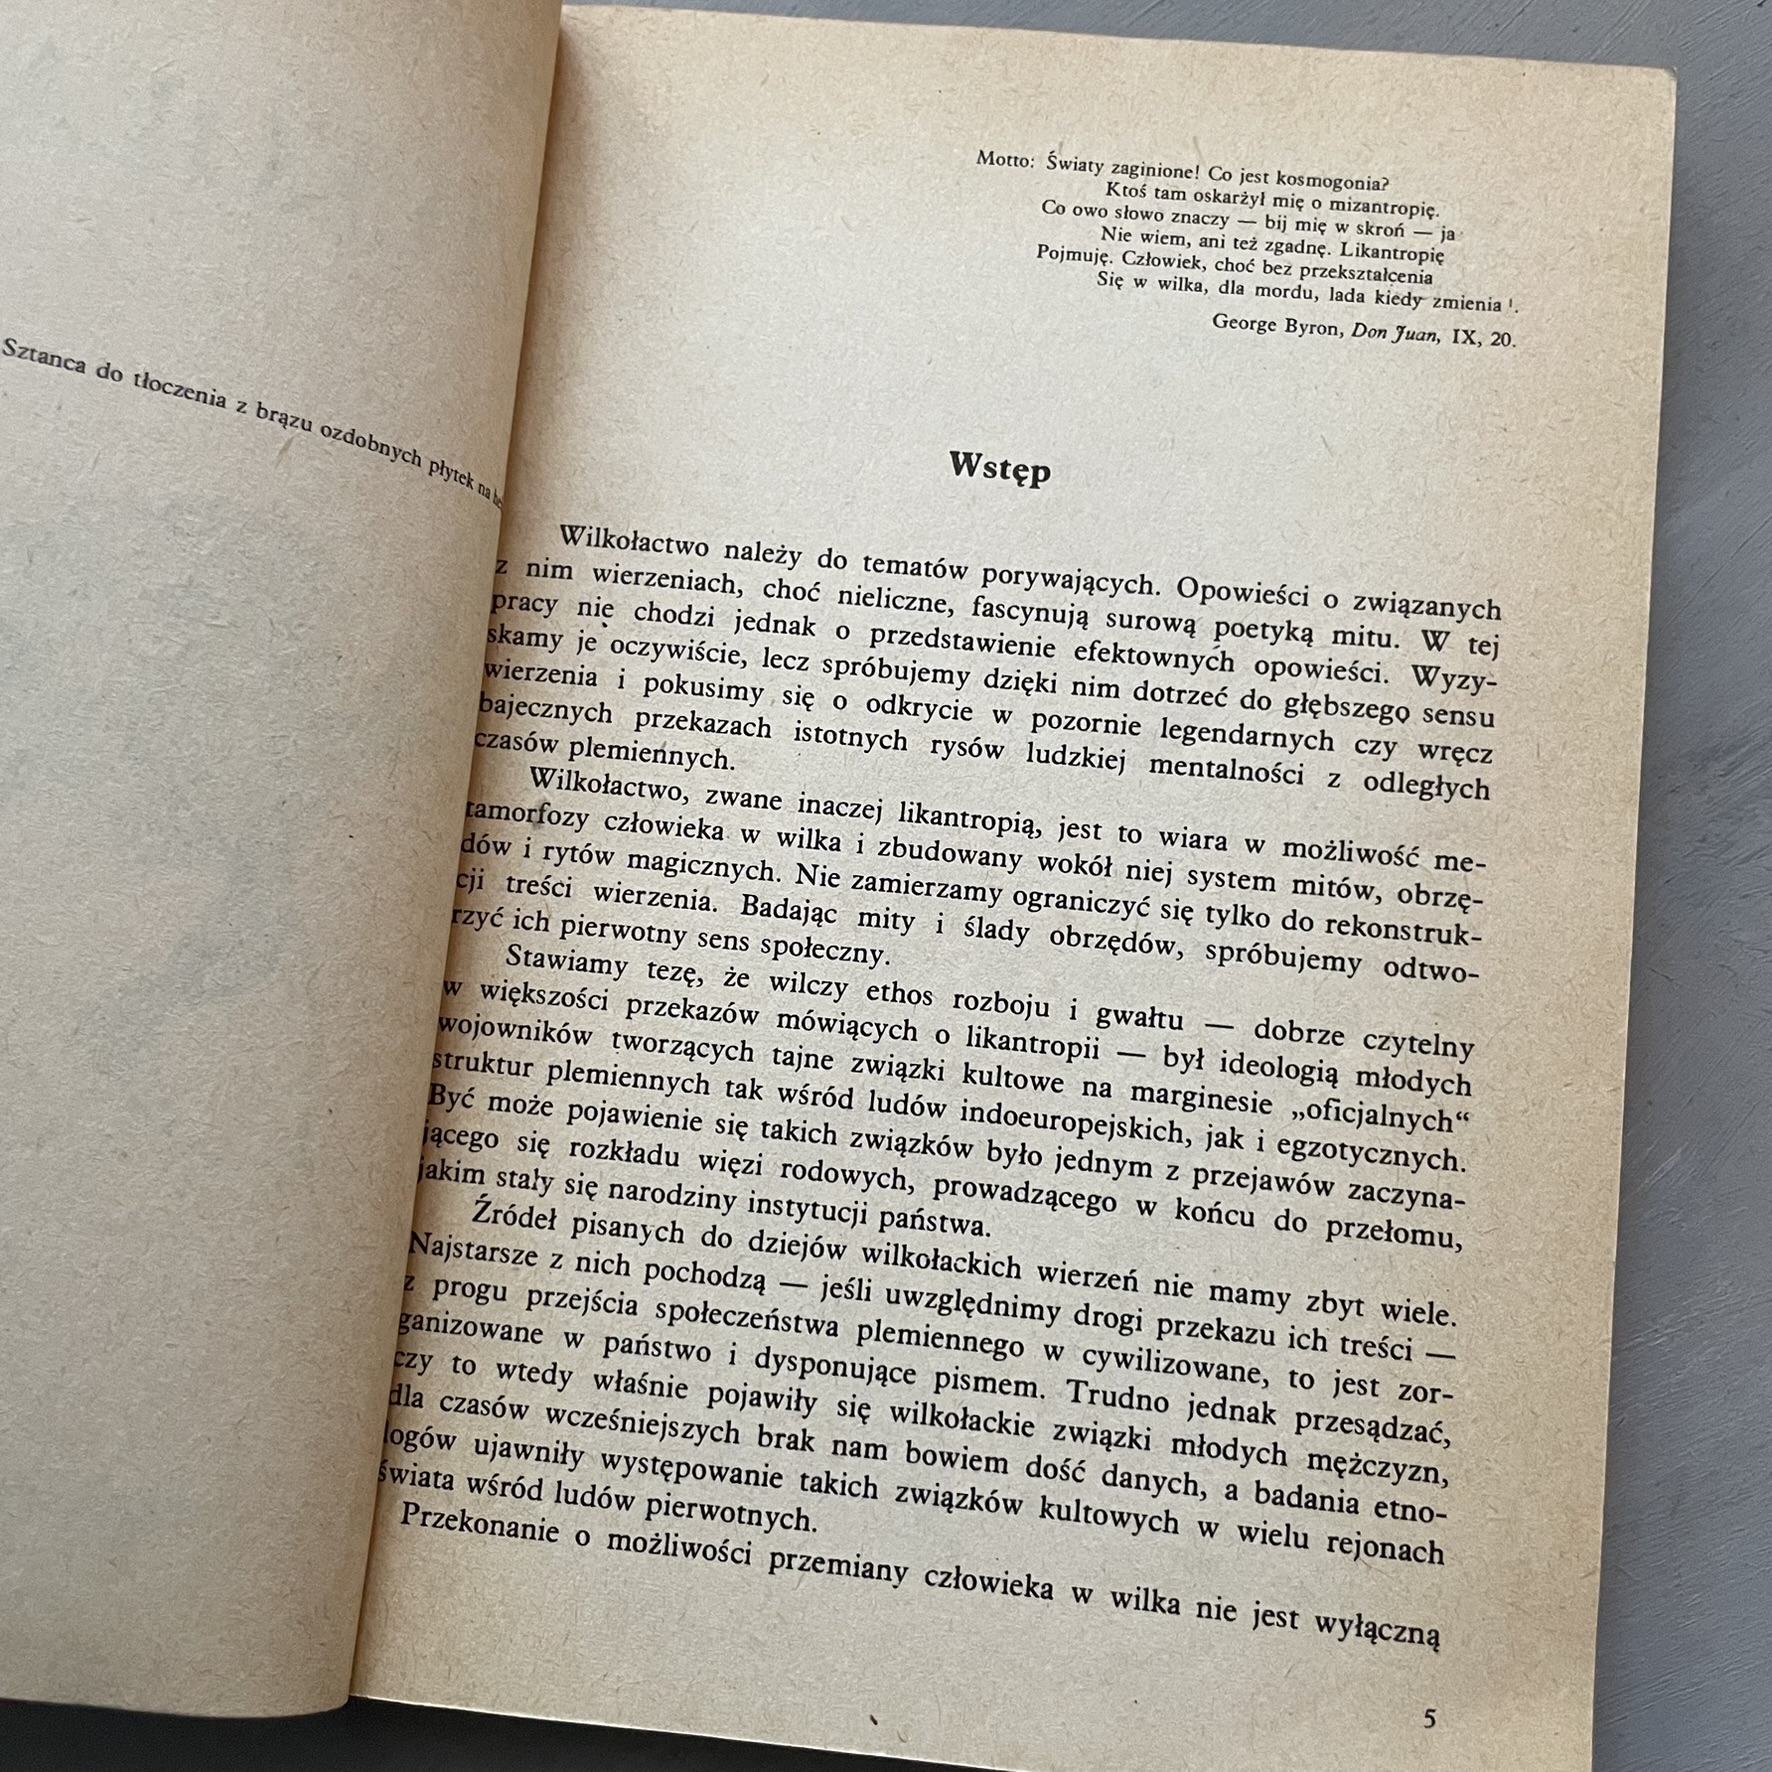 Sztanca do tłoczenia z brązu ozdobnych płytek na
Motto: Światy zaginione! Co jest kosmogonia?
Ktoś tam oskarżył mię o mizantropię.
Co owo słowo znaczy — bij mię w skroń — ja
Nie wiem, ani też zgadnę. Likantropię
Pojmuję. Człowiek, choć bez przekształcenia
Się w wilka, dla mordu, lada kiedy zmienia ¹.
George Byron, Don Juan, IX, 20.
Wstęp
Wilkołactwo należy do tematów porywających. Opowieści o związanych
z nim wierzeniach, choć nieliczne, fascynują surową poetyką mitu. W tej
pracy nie chodzi jednak o przedstawienie efektownych opowieści. Wyzy-
skamy je oczywiście, lecz spróbujemy dzięki nim dotrzeć do głębszego sensu
wierzenia i pokusimy się o odkrycie w pozornie legendarnych czy wręcz
bajecznych przekazach istotnych rysów ludzkiej mentalności z odległych
czasów plemiennych.
Wilkołactwo, zwane inaczej likantropią, jest to wiara w możliwość me-
tamorfozy człowieka w wilka i zbudowany wokół niej system mitów, obrzę-
dów i rytów magicznych. Nie zamierzamy ograniczyć się tylko do rekonstruk-
cji treści wierzenia. Badając mity i ślady obrzędów, spróbujemy odtwo-
rzyć ich pierwotny sens społeczny.
Stawiamy tezę, że wilczy ethos rozboju i gwałtu — dobrze czytelny
w większości przekazów mówiących o likantropii — był ideologią młodych
wojowników tworzących tajne związki kultowe na marginesie „oficjalnych“
struktur plemiennych tak wśród ludów indoeuropejskich, jak i egzotycznych.
Być może pojawienie się takich związków było jednym z przejawów zaczyna-
jącego się rozkładu więzi rodowych, prowadzącego w końcu do przełomu,
jakim stały się narodziny instytucji państwa.
Źródeł pisanych do dziejów wilkołackich wierzeń nie mamy zbyt wiele.
Najstarsze z nich pochodzą — jeśli uwzględnimy drogi przekazu ich treści —
z progu przejścia społeczeństwa plemiennego w cywilizowane, to jest zor-
ganizowane w państwo i dysponujące pismem. Trudno jednak przesądzać,
czy to wtedy właśnie pojawiły się wilkołackie związki młodych mężczyzn,
dla czasów wcześniejszych brak nam bowiem dość danych, a badania etno-
logów ujawniły występowanie takich związków kultowych w wielu rejonach
świata wśród ludów pierwotnych.
Przekonanie o możliwości przemiany człowieka w wilka nie jest wyłączną
5